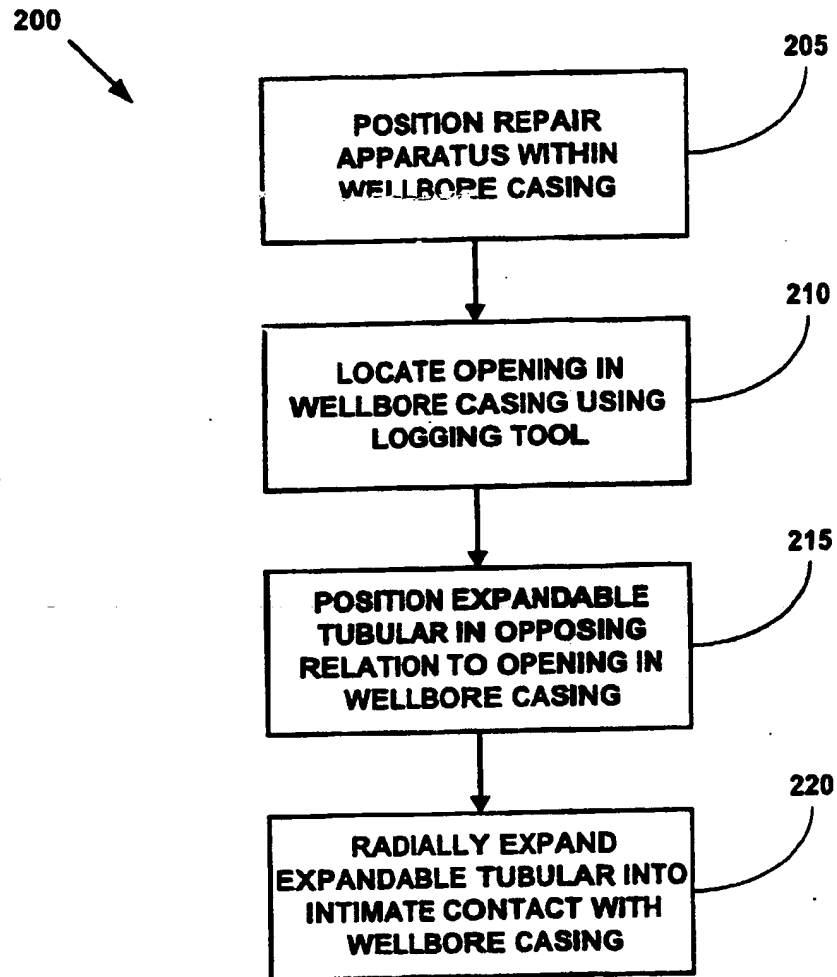 200
205
POSITION REPAIR
APPARATUS WITHIN
WELLBORE CASING
210
LOCATE OPENING IN
WELLBORE CASING USING
LOGGING TOOL
215
POSITION EXPANDABLE
TUBULAR IN OPPOSING
RELATION TO OPENING IN
WELLBORE CASING
220
RADIALLY EXPAND
EXPANDABLE TUBULAR INTO
INTIMATE CONTACT WITH
WELLBORE CASING